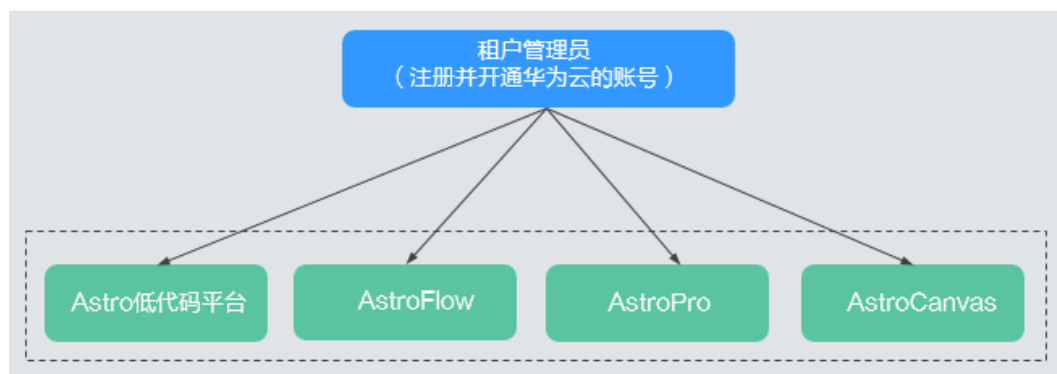 租户管理员
（注册并开通华为云的账号）
Astro低代码平台
AstroFlow
AstroPro
AstroCanvas